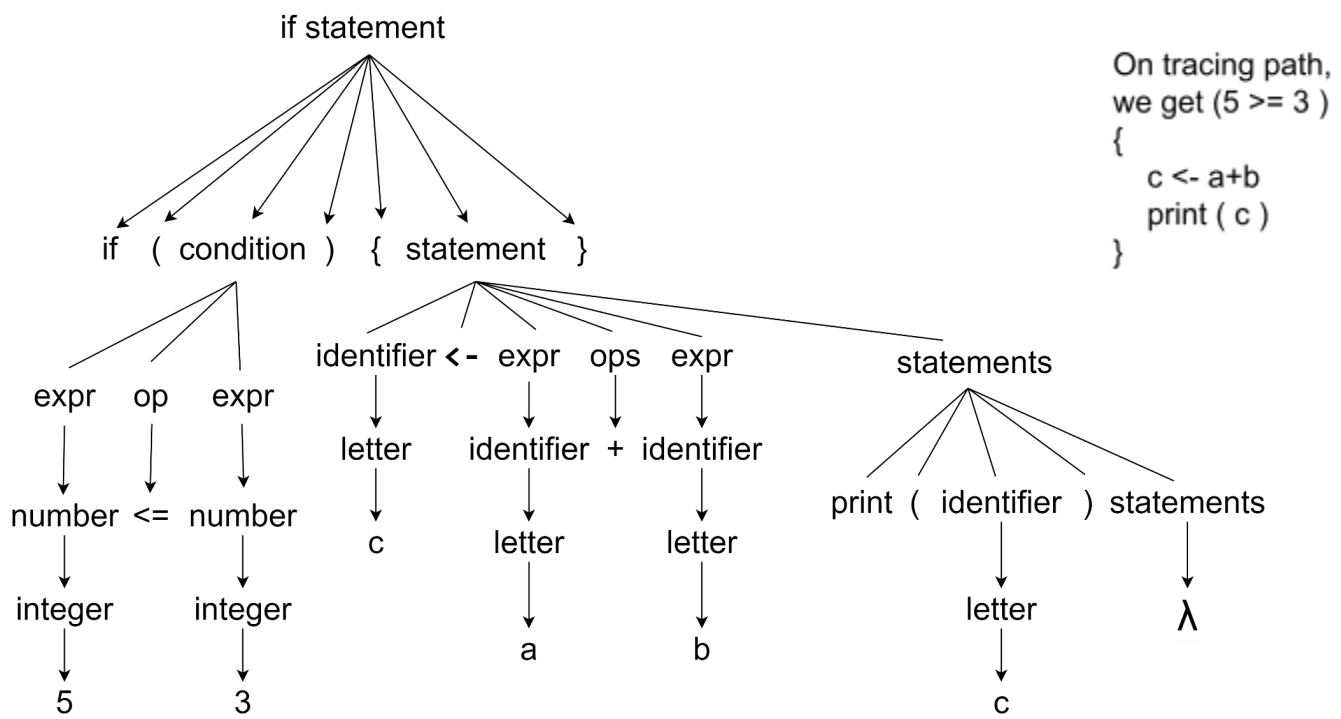 if statement
On tracing path,
we get (5 >= 3 )
{
c <- a+b
print ( c )
}
if ( condition ) { statement }
identifier <- expr ops expr
statements
expr op expr
letter identifier + identifier
print ( identifier ) statements
number <= number
c letter letter
integer integer
letter λ
a b
5 3
c